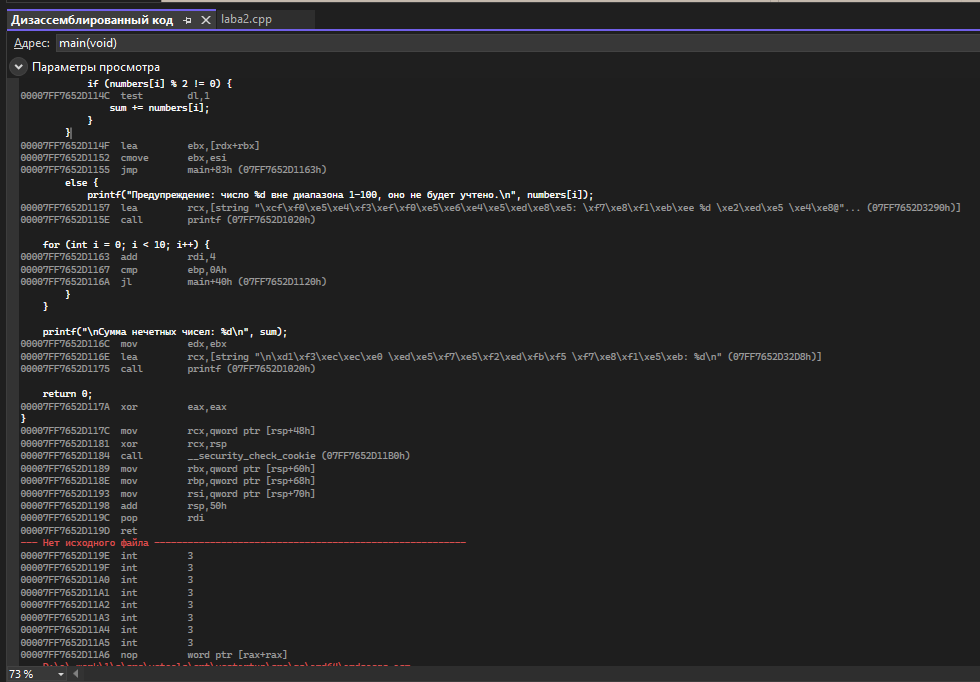 Дизассемблированный код
laba2.cpp
Адрес: main(void)
Параметры просмотра
if (numbers[i] % 2 != 0) {
00007FF7652D114C test dl,1
sum += numbers[i];
}
}
00007FF7652D114F lea ebx,[rdx+rbx]
00007FF7652D1152 cmove ebx,esi
00007FF7652D1155 jmp main+83h (07FF7652D1163h)
else {
printf("Предупреждение: число %d вне диапазона 1-100, оно не будет учтено.\n", numbers[i]);
00007FF7652D1157 lea rcx,[string "\xcf\xf0\xe5\xe4\xf3\xef\xf0\xe5\xe6\xe4\xe5\xed\xe8\xe5: \xf7\xe8\xf1\xeb\xee %d \xe2\xed\xe5 \xe4\xe8@"... (07FF7652D3290h)]
00007FF7652D115E call printf (07FF7652D1020h)
for (int i = 0; i < 10; i++) {
00007FF7652D1163 add rdi,4
00007FF7652D1167 cmp ebp,0Ah
00007FF7652D116A jl main+40h (07FF7652D1120h)
}
}
printf("\nСумма нечетных чисел: %d\n", sum);
00007FF7652D116C mov edx,ebx
00007FF7652D116E lea rcx,[string "\n\xd1\xf3\xec\xec\xe0 \xed\xe5\xf7\xe5\xf2\xed\xfb\xf5 \xf7\xe8\xf1\xe5\xeb: %d\n" (07FF7652D32D8h)]
00007FF7652D1175 call printf (07FF7652D1020h)
return 0;
00007FF7652D117A xor eax,eax
}
00007FF7652D117C mov rcx,qword ptr [rsp+48h]
00007FF7652D1181 xor rcx,rsp
00007FF7652D1184 call __security_check_cookie (07FF7652D11B0h)
00007FF7652D1189 mov rbx,qword ptr [rsp+60h]
00007FF7652D118E mov rbp,qword ptr [rsp+68h]
00007FF7652D1193 mov rsi,qword ptr [rsp+70h]
00007FF7652D1198 add rsp,50h
00007FF7652D119C pop rdi
00007FF7652D119D ret
--- Нет исходного файла --------------------------------------------------------
00007FF7652D119E int 3
00007FF7652D119F int 3
00007FF7652D11A0 int 3
00007FF7652D11A1 int 3
00007FF7652D11A2 int 3
00007FF7652D11A3 int 3
00007FF7652D11A4 int 3
00007FF7652D11A5 int 3
00007FF7652D11A6 nop word ptr [rax+rax]
73 %